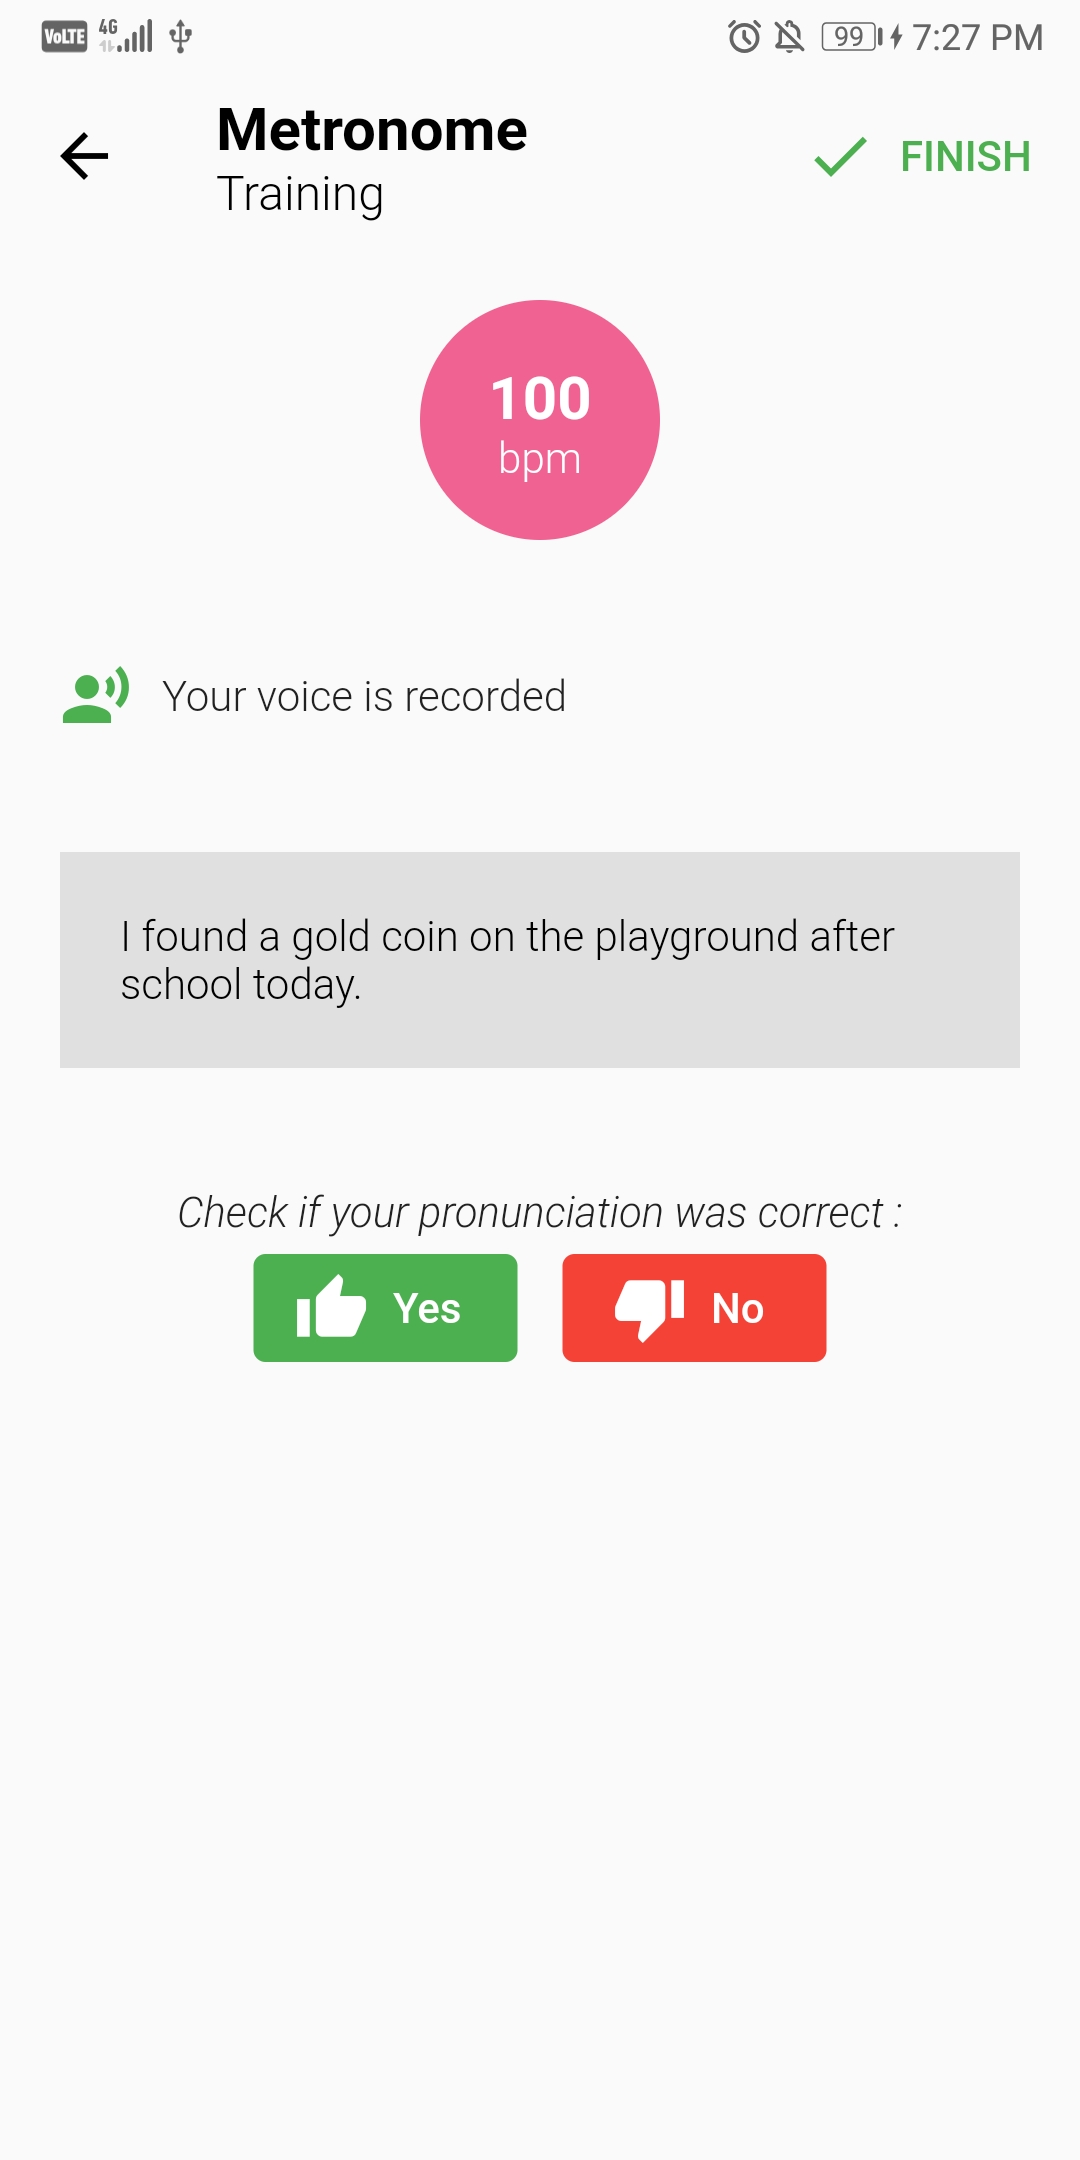 VoLTE 4G 99 7:27 PM
Metronome
Training
FINISH
100
bpm
Your voice is recorded
I found a gold coin on the playground after
school today.
Check if your pronunciation was correct :
Yes No